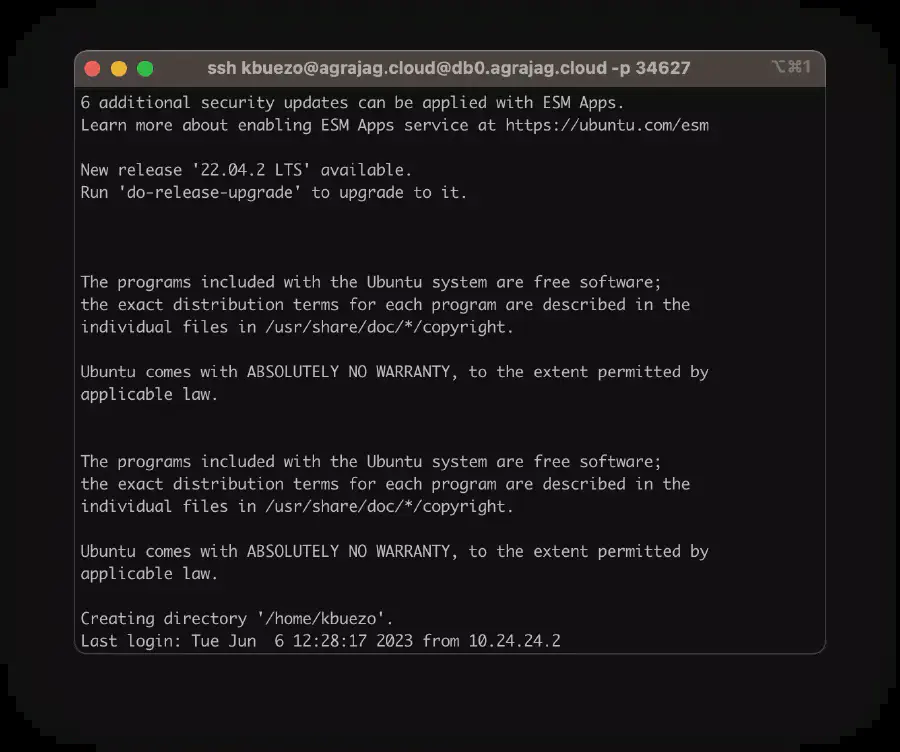 ssh kbuezo@agrajag.cloud@db0.agrajag.cloud -p 34627 ⌥⌘1
6 additional security updates can be applied with ESM Apps.
Learn more about enabling ESM Apps service at https://ubuntu.com/esm
New release '22.04.2 LTS' available.
Run 'do-release-upgrade' to upgrade to it.
The programs included with the Ubuntu system are free software;
the exact distribution terms for each program are described in the
individual files in /usr/share/doc/*/copyright.
Ubuntu comes with ABSOLUTELY NO WARRANTY, to the extent permitted by
applicable law.
The programs included with the Ubuntu system are free software;
the exact distribution terms for each program are described in the
individual files in /usr/share/doc/*/copyright.
Ubuntu comes with ABSOLUTELY NO WARRANTY, to the extent permitted by
applicable law.
Creating directory '/home/kbuezo'.
Last login: Tue Jun  6 12:28:17 2023 from 10.24.24.2